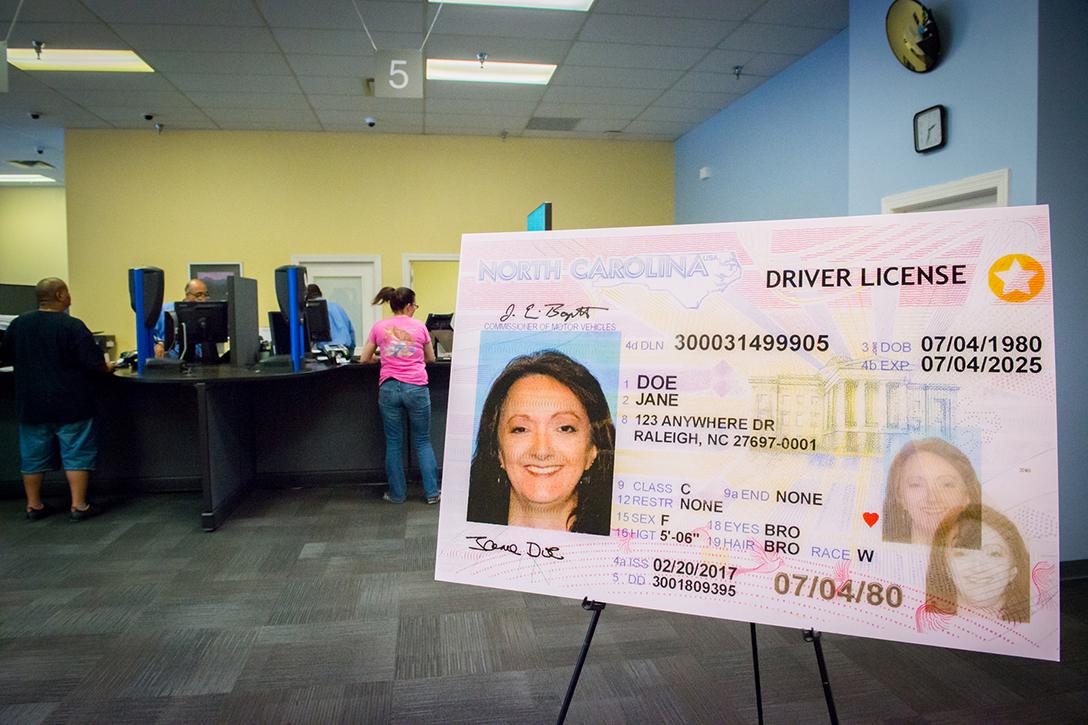 5
NORTH CAROLINA USA
DRIVER LICENSE
COMMISSIONER OF MOTOR VEHICLES
4d DLN 300031499905
3 DOB 07/04/1980
4b EXP 07/04/2025
1 DOE
2 JANE
8 123 ANYWHERE DR
RALEIGH, NC 27697-0001
9 CLASS C 9a END NONE
12 RESTR NONE
15 SEX F 18 EYES BRO
16 HGT 5'-06" 19 HAIR BRO RACE W
Jane Doe
4a ISS 02/20/2017
5 DD 3001809395
07/04/80